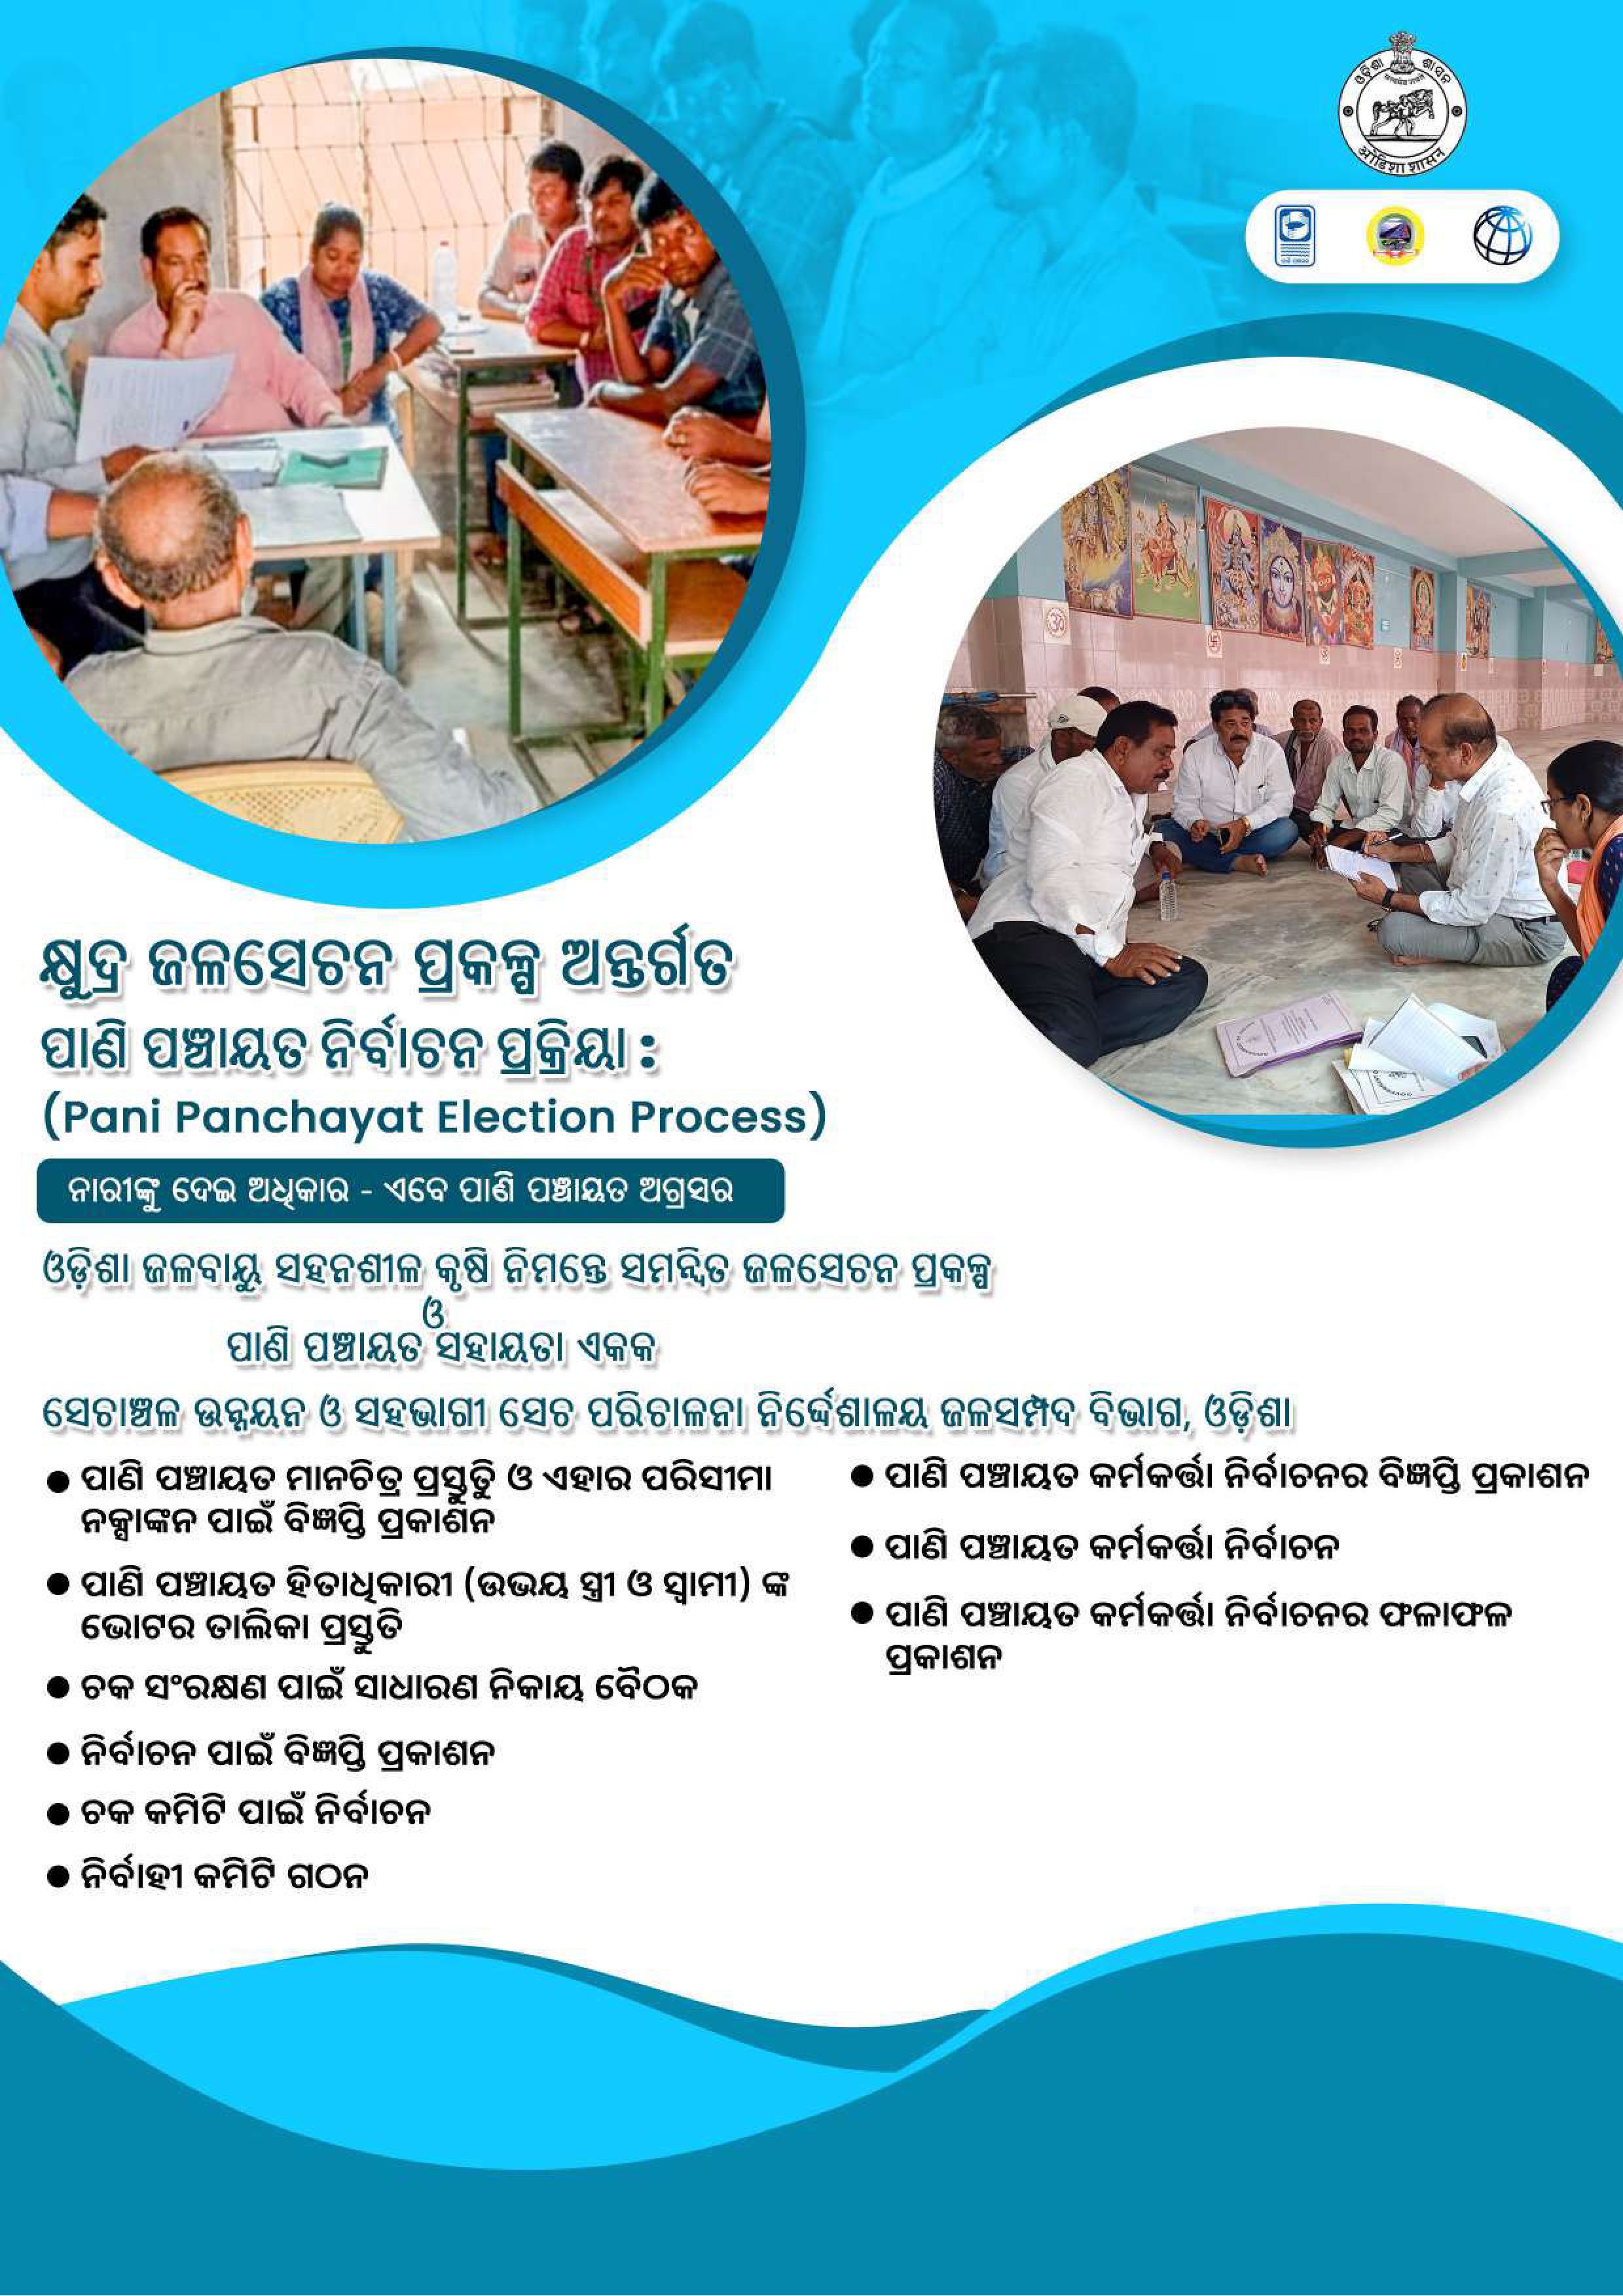 ଓଡ଼ିଶା ଶାସନ
ओडिशा शासन
କ୍ଷୁଦ୍ର ଜଳସେଚନ ପ୍ରକଳ୍ପ ଅନ୍ତର୍ଗତ
ପାଣି ପଞ୍ଚାୟତ ନିର୍ବାଚନ ପ୍ରକ୍ରିୟା :
(Pani Panchayat Election Process)
ନାରୀଙ୍କୁ ଦେଇ ଅଧିକାର - ଏବେ ପାଣି ପଞ୍ଚାୟତ ଅଗ୍ରସର
ଓଡ଼ିଶା ଜଳବାୟୁ ସହନଶୀଳ କୃଷି ନିମନ୍ତେ ସମନ୍ୱିତ ଜଳସେଚନ ପ୍ରକଳ୍ପ
ଓ
ପାଣି ପଞ୍ଚାୟତ ସହାୟତା ଏକକ
ସେଚାଞ୍ଚଳ ଉନ୍ନୟନ ଓ ସହଭାଗୀ ସେଚ ପରିଚାଳନା ନିର୍ଦ୍ଦେଶାଳୟ ଜଳସମ୍ପଦ ବିଭାଗ, ଓଡ଼ିଶା
● ପାଣି ପଞ୍ଚାୟତ ମାନଚିତ୍ର ପ୍ରସ୍ତୁତି ଓ ଏହାର ପରିସୀମା
ନକ୍ସାଙ୍କନ ପାଇଁ ବିଜ୍ଞପ୍ତି ପ୍ରକାଶନ
● ପାଣି ପଞ୍ଚାୟତ ହିତାଧିକାରୀ (ଉଭୟ ସ୍ତ୍ରୀ ଓ ସ୍ୱାମୀ) ଙ୍କ
ଭୋଟର ତାଲିକା ପ୍ରସ୍ତୁତି
● ଚକ ସଂରକ୍ଷଣ ପାଇଁ ସାଧାରଣ ନିକାୟ ବୈଠକ
● ନିର୍ବାଚନ ପାଇଁ ବିଜ୍ଞପ୍ତି ପ୍ରକାଶନ
● ଚକ କମିଟି ପାଇଁ ନିର୍ବାଚନ
● ନିର୍ବାହୀ କମିଟି ଗଠନ
● ପାଣି ପଞ୍ଚାୟତ କର୍ମକର୍ତ୍ତା ନିର୍ବାଚନର ବିଜ୍ଞପ୍ତି ପ୍ରକାଶନ
● ପାଣି ପଞ୍ଚାୟତ କର୍ମକର୍ତ୍ତା ନିର୍ବାଚନ
● ପାଣି ପଞ୍ଚାୟତ କର୍ମକର୍ତ୍ତା ନିର୍ବାଚନର ଫଳାଫଳ
ପ୍ରକାଶନ